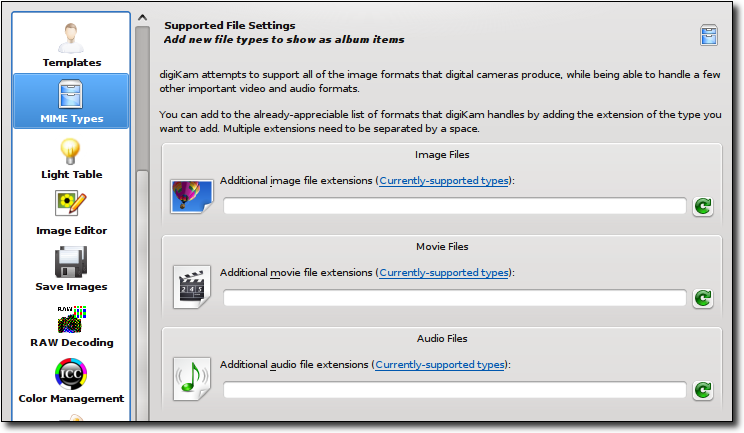 Templates
MIME Types
Light Table
Image Editor
Save Images
RAW
RAW Decoding
ICC
Color Management
Supported File Settings
Add new file types to show as album items
digiKam attempts to support all of the image formats that digital cameras produce, while being able to handle a few
other important video and audio formats.
You can add to the already-appreciable list of formats that digiKam handles by adding the extension of the type you
want to add. Multiple extensions need to be separated by a space.
Image Files
Additional image file extensions (Currently-supported types):
Movie Files
2 4 5
Additional movie file extensions (Currently-supported types):
Audio Files
Additional audio file extensions (Currently-supported types):